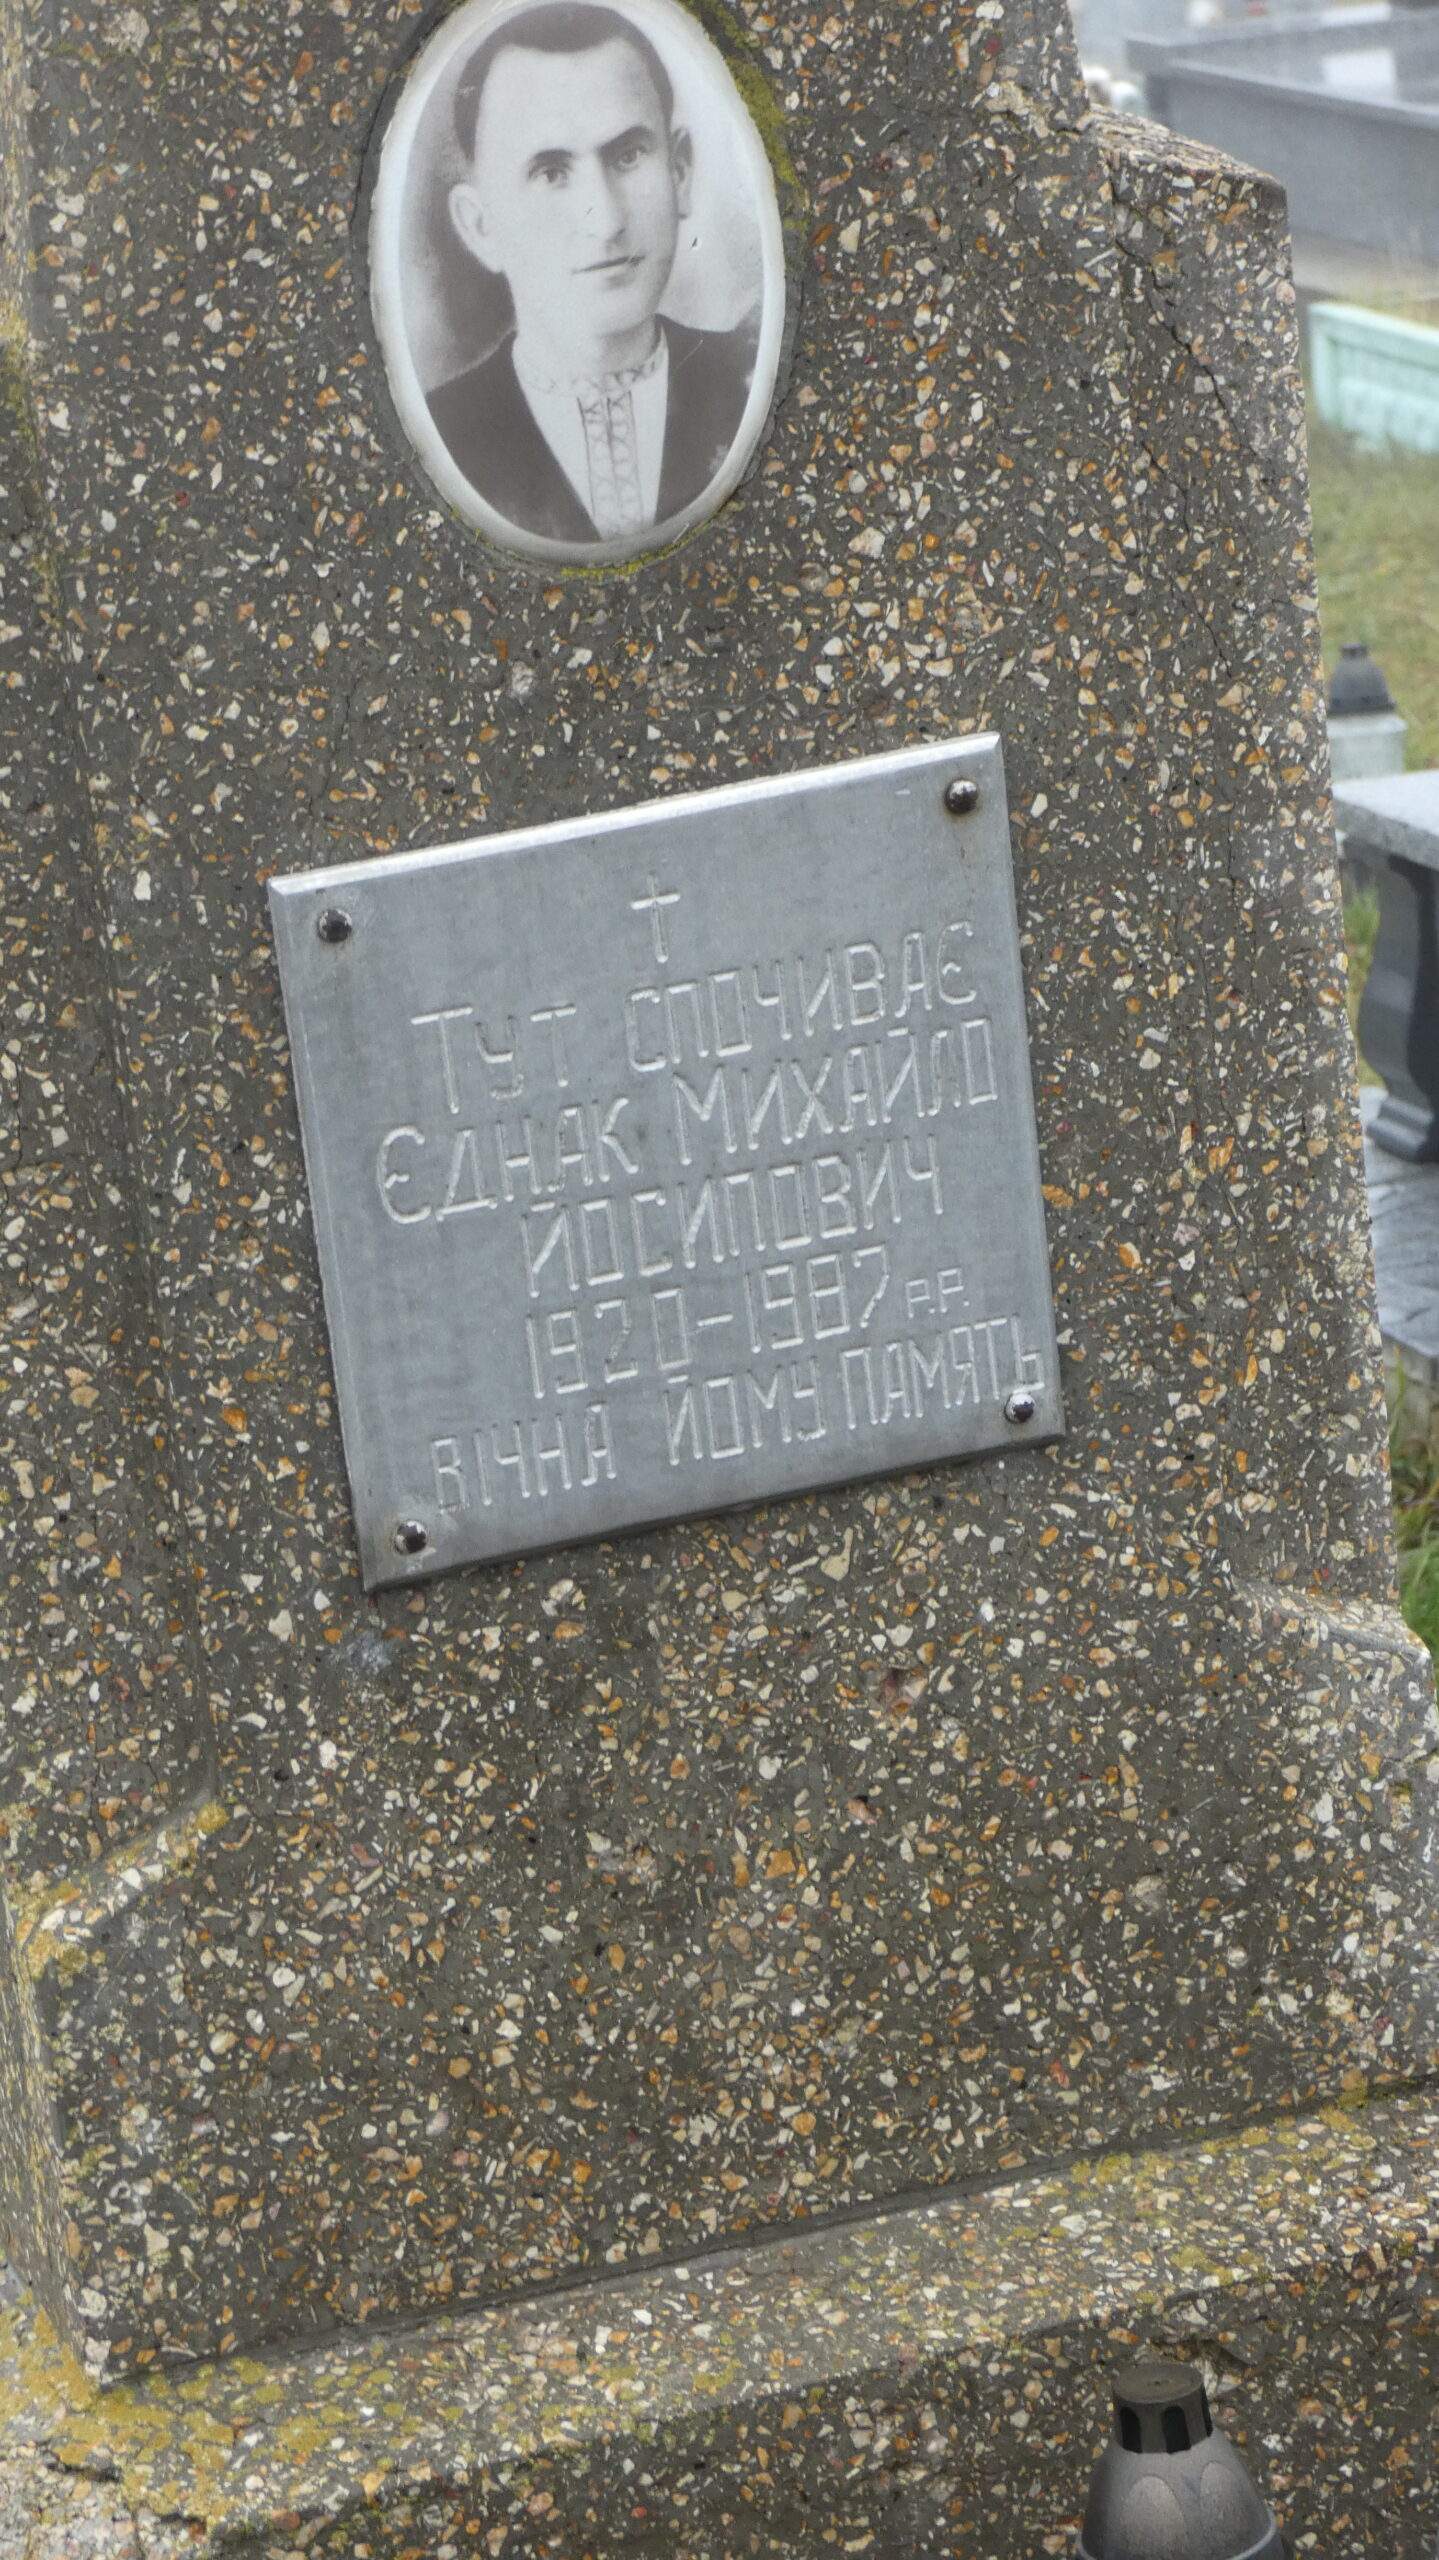 Тут спочиває
Єднак Михайло
Йосипович
1920-1987 р.р.
Вічна йому память